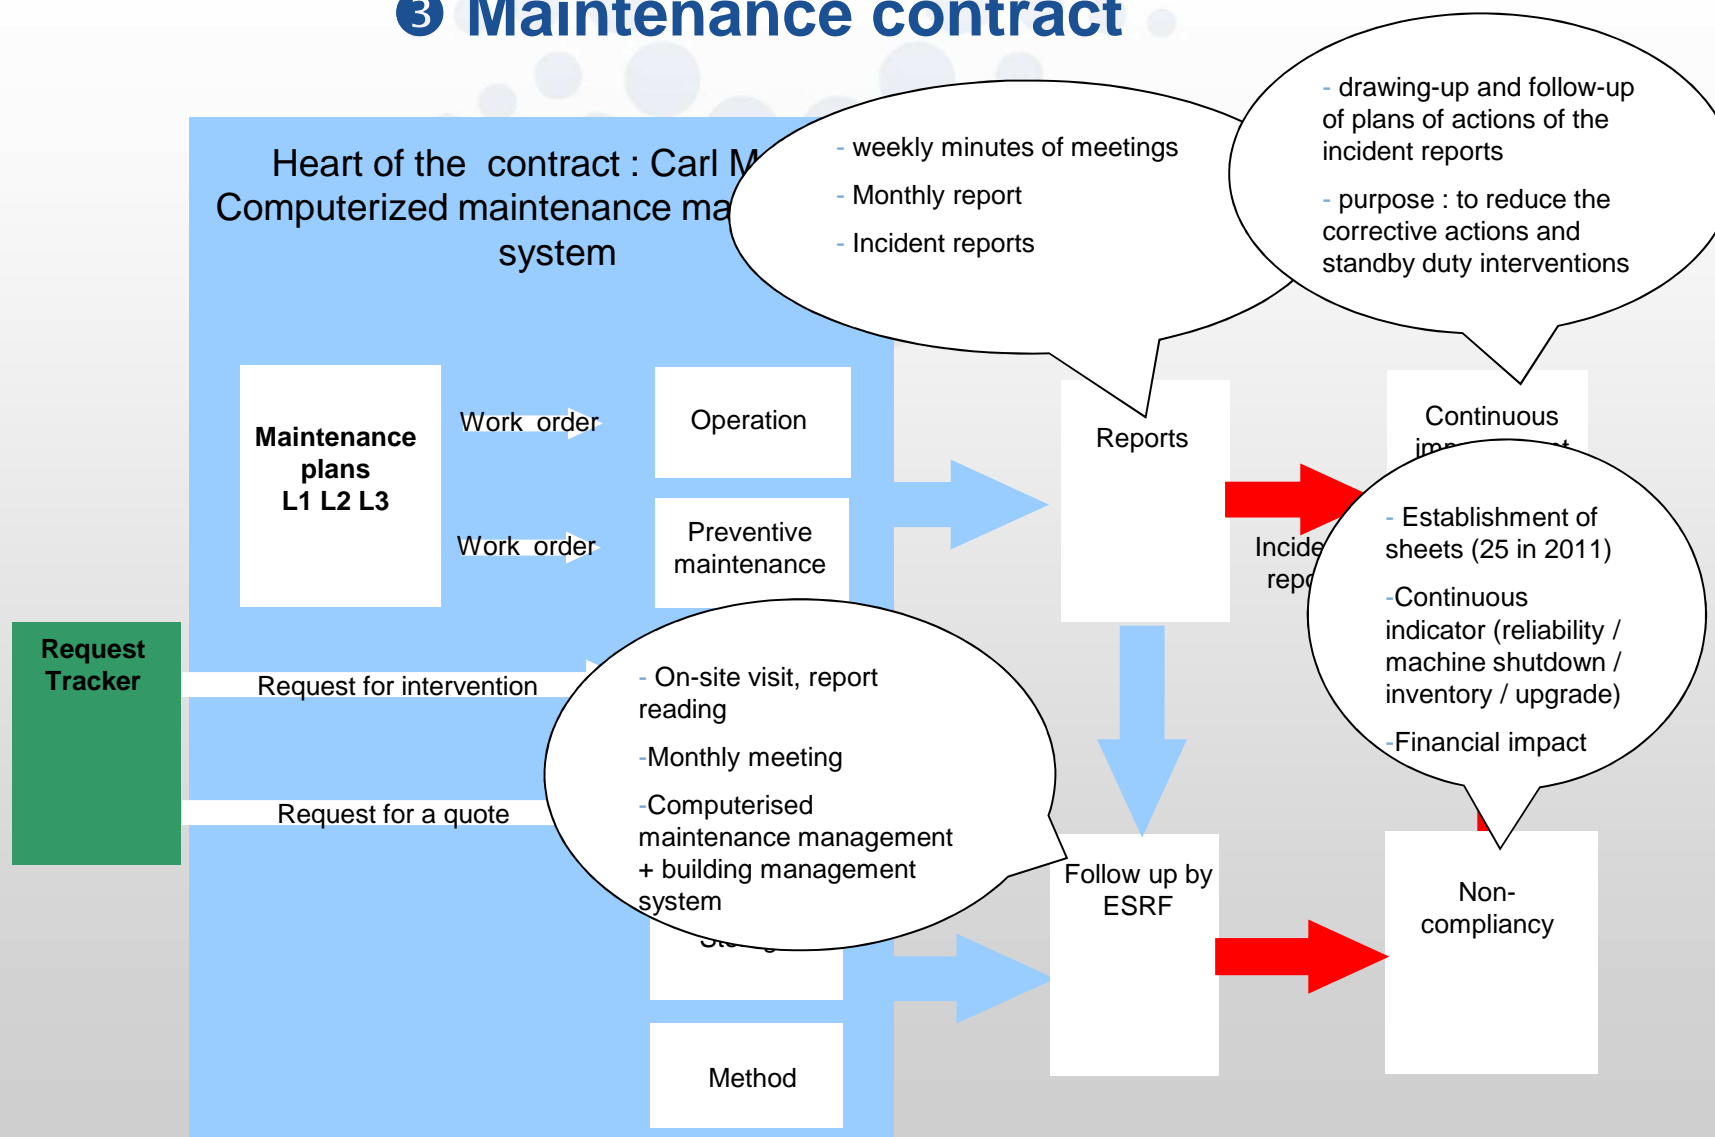 ❸ Maintenance contract
Heart of the contract : Carl
Computerized maintenance
system
- weekly minutes of meetings
- Monthly report
- Incident reports
- drawing-up and follow-up
of plans of actions of the
incident reports
- purpose : to reduce the
corrective actions and
standby duty interventions
Maintenance
plans
L1 L2 L3
Work order
Operation
Work order
Preventive
maintenance
Reports
Continuous
- Establishment of
sheets (25 in 2011)
-Continuous
indicator (reliability /
machine shutdown /
inventory / upgrade)
-Financial impact
Request
Tracker
Request for intervention
Request for a quote
- On-site visit, report
reading
-Monthly meeting
-Computerised
maintenance management
+ building management
system
Follow up by
ESRF
Non-
compliancy
Method